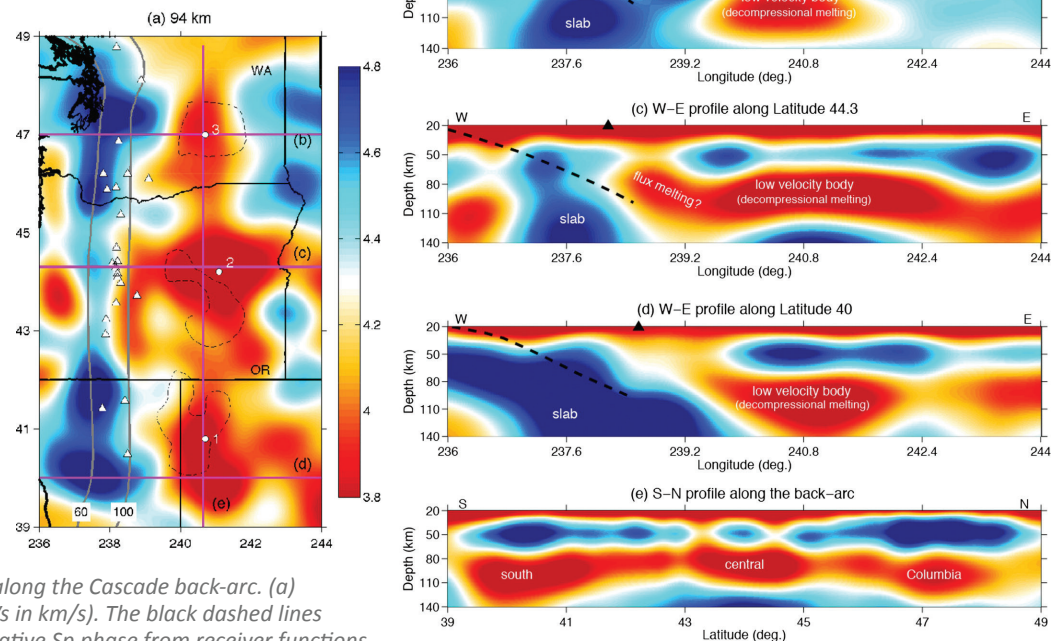 (a) 94 km
49
47
45
43
41
39
236
238
240
242
244
WA
OR
3
2
1
(b)
(c)
(d)
(e)
60
100
4.8
4.6
4.4
4.2
4
3.8
along the Cascade back-arc. (a)
s in km/s). The black dashed lines
ative Sp phase from receiver functions
110
140
slab
(decompressional melting)
236
237.6
239.2
240.8
242.4
244
Longitude (deg.)
(c) W–E profile along Latitude 44.3
W
E
20
50
80
110
140
Depth (km)
slab
flux melting?
low velocity body
(decompressional melting)
236
237.6
239.2
240.8
242.4
244
Longitude (deg.)
(d) W–E profile along Latitude 40
W
E
20
50
80
110
140
Depth (km)
slab
low velocity body
(decompressional melting)
236
237.6
239.2
240.8
242.4
244
Longitude (deg.)
(e) S–N profile along the back–arc
S
N
20
50
80
110
140
Depth (km)
south
central
Columbia
39
41
43
45
47
49
Latitude (deg.)